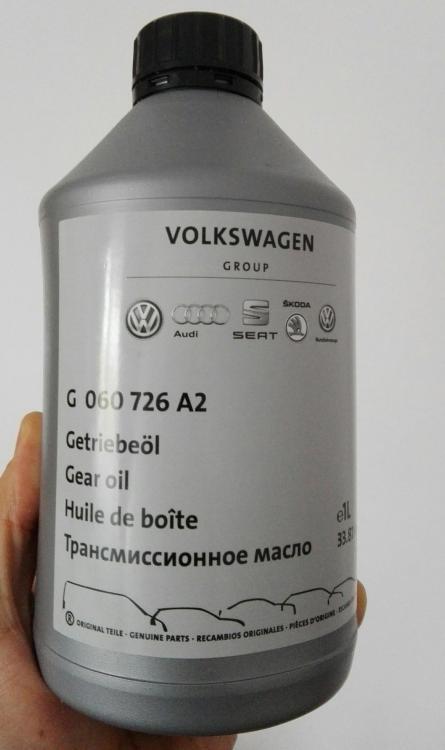 VOLKSWAGEN
GROUP
Audi
SEAT
ŠKODA
G 060 726 A2
Getriebeöl
Gear oil
Huile de boîte
Трансмиссионное масло
e1L
® ORIGINAL TEILE · GENUINE PARTS · RECAMBIOS ORIGINALES · PIÈCES D'ORIGINE ·